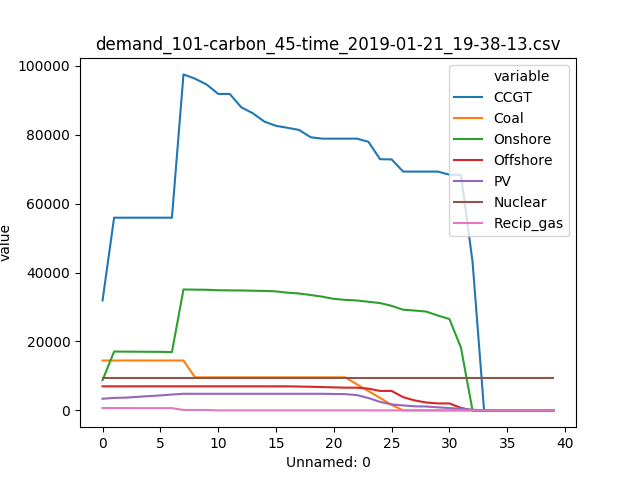 demand_101-carbon_45-time_2019-01-21_19-38-13.csv
value
100000
80000
60000
40000
20000
0
variable
CCGT
Coal
Onshore
Offshore
PV
Nuclear
Recip_gas
0 5 10 15 20 25 30 35 40
Unnamed: 0